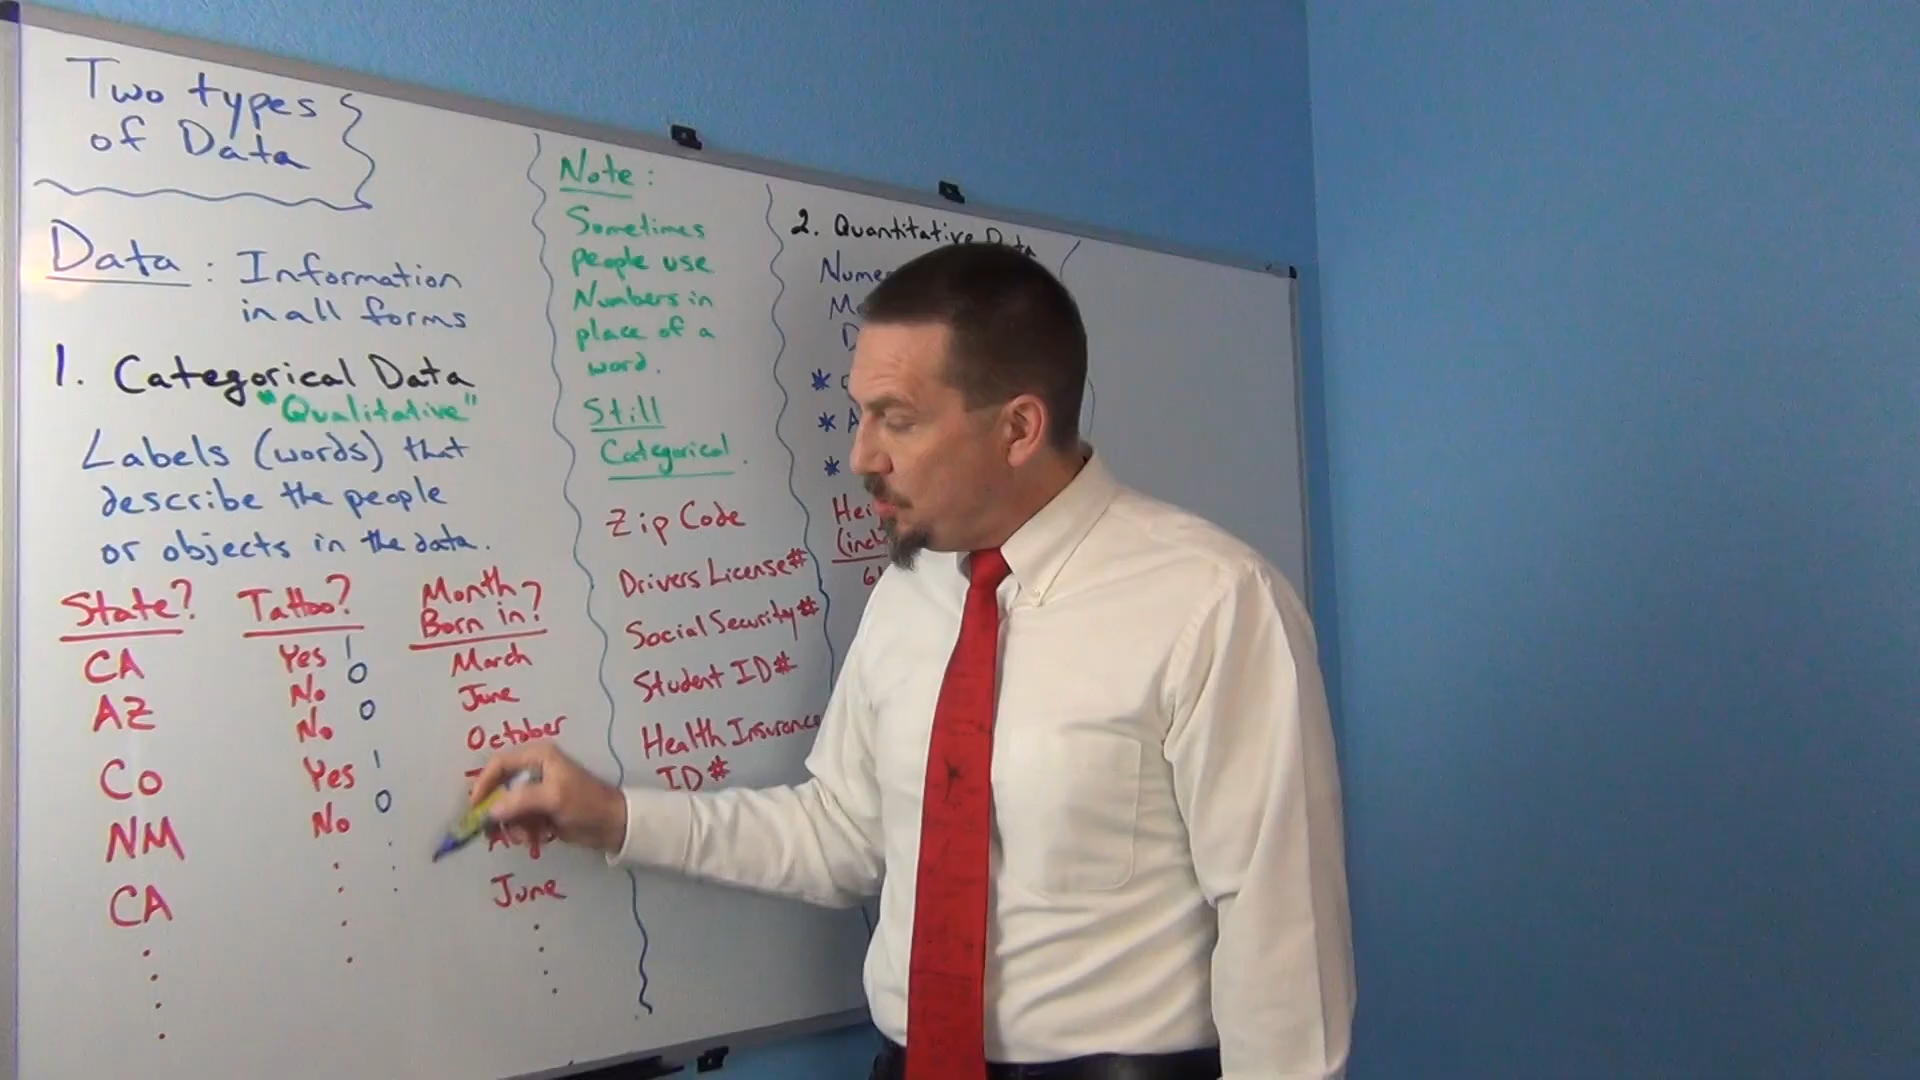 Two types
of Data
Data: Information
in all forms
1. Categorical Data
"Qualitative"
Labels (words) that
describe the people
or objects in the data.
State?
CA
AZ
CO
NM
CA
Tattoo?
Yes 1
No 0
No 0
Yes 1
No 0
Month
Born in?
March
June
October
June
Note:
Sometimes
people use
Numbers in
place of a
word.
Still
Categorical.
Zip Code
Drivers License#
Social Security#
Student ID#
Health Insurance
ID#
2. Quantitative Data